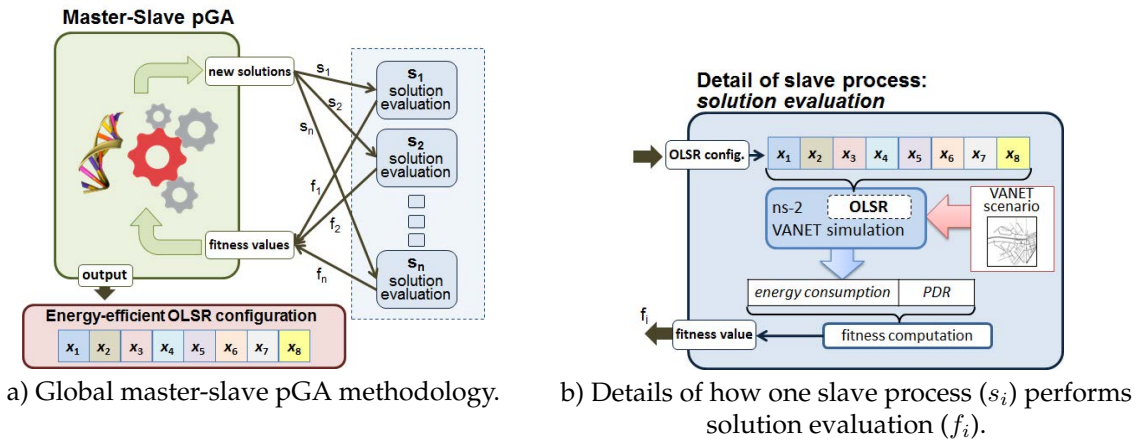 Master-Slave pGA
new solutions
s1
s2
sn
s1
solution
evaluation
s2
solution
evaluation
sn
solution
evaluation
f1
f2
fn
fitness values
output
Energy-efficient OLSR configuration
x1 x2 x3 x4 x5 x6 x7 x8
a) Global master-slave pGA methodology.
Detail of slave process:
solution evaluation
OLSR config.
x1 x2 x3 x4 x5 x6 x7 x8
ns-2 OLSR
VANET simulation
VANET
scenario
energy consumption PDR
fi
fitness value
fitness computation
b) Details of how one slave process (si) performs
solution evaluation (fi).